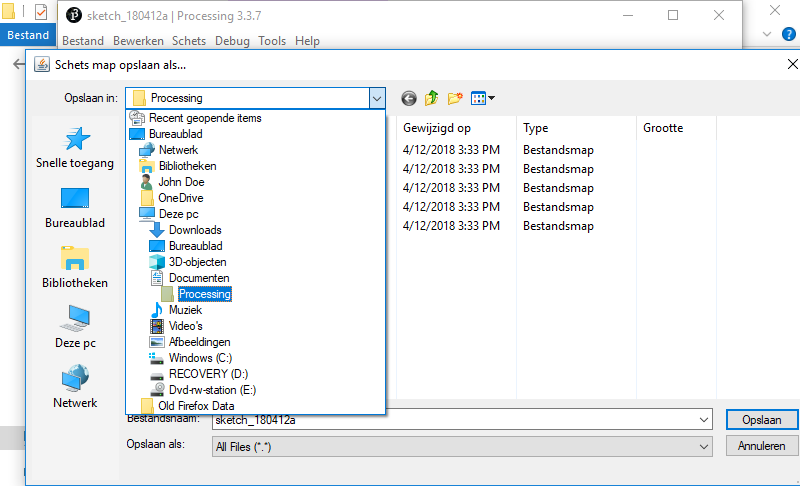 sketch_180412a | Processing 3.3.7
Bestand
Bestand Bewerken Schets Debug Tools Help
Schets map opslaan als...
Opslaan in: Processing
Recent geopende items
Bureaublad
Netwerk
Bibliotheken
John Doe
OneDrive
Deze pc
Downloads
Bureaublad
3D-objecten
Documenten
Processing
Muziek
Video's
Afbeeldingen
Windows (C:)
RECOVERY (D:)
Dvd-rw-station (E:)
Old Firefox Data
Snelle toegang
Bureaublad
Bibliotheken
Deze pc
Netwerk
Gewijzigd op Type Grootte
4/12/2018 3:33 PM Bestandsmap
4/12/2018 3:33 PM Bestandsmap
4/12/2018 3:33 PM Bestandsmap
4/12/2018 3:33 PM Bestandsmap
4/12/2018 3:33 PM Bestandsmap
Bestandsnaam: sketch_180412a Opslaan
Opslaan als: All Files (*.*) Annuleren